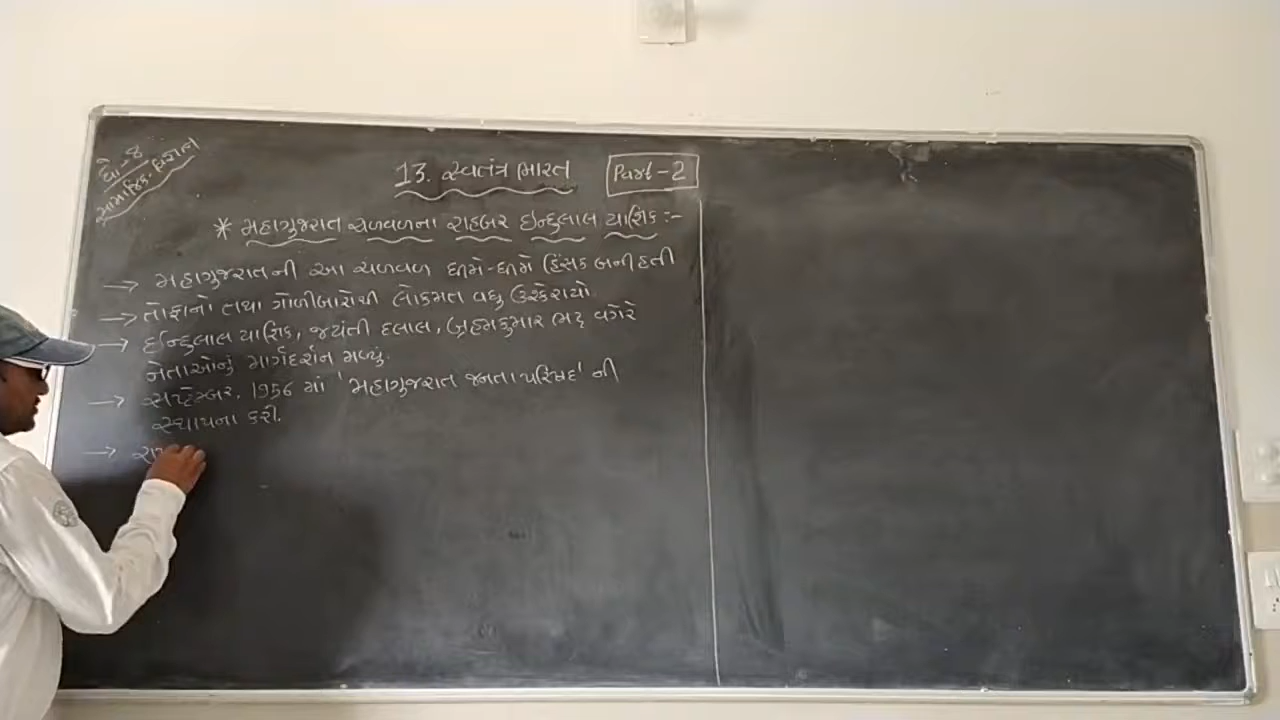 ધો-૪
સામાજિક-વિજ્ઞાન
13. સ્વતંત્ર ભારત
Part-2
* મહાગુજરાત ચળવળના રાહબર ઇન્દુલાલ યાજ્ઞિક :-
→ મહાગુજરાતની આ ચળવળ ધીમે-ધીમે હિંસક બની હતી
→ તોફાનો તથા ગોળીબારોથી લોકમત વધુ ઉશ્કેરાયો.
→ ઇન્દુલાલ યાજ્ઞિક, જયંતી દલાલ, બ્રહ્મકુમાર ભટ્ટ વગેરે
નેતાઓનું માર્ગદર્શન મળ્યું.
→ સપ્ટેમ્બર, 1956 માં 'મહાગુજરાત જનતા પરિષદ' ની
સ્થાપના કરી.
→